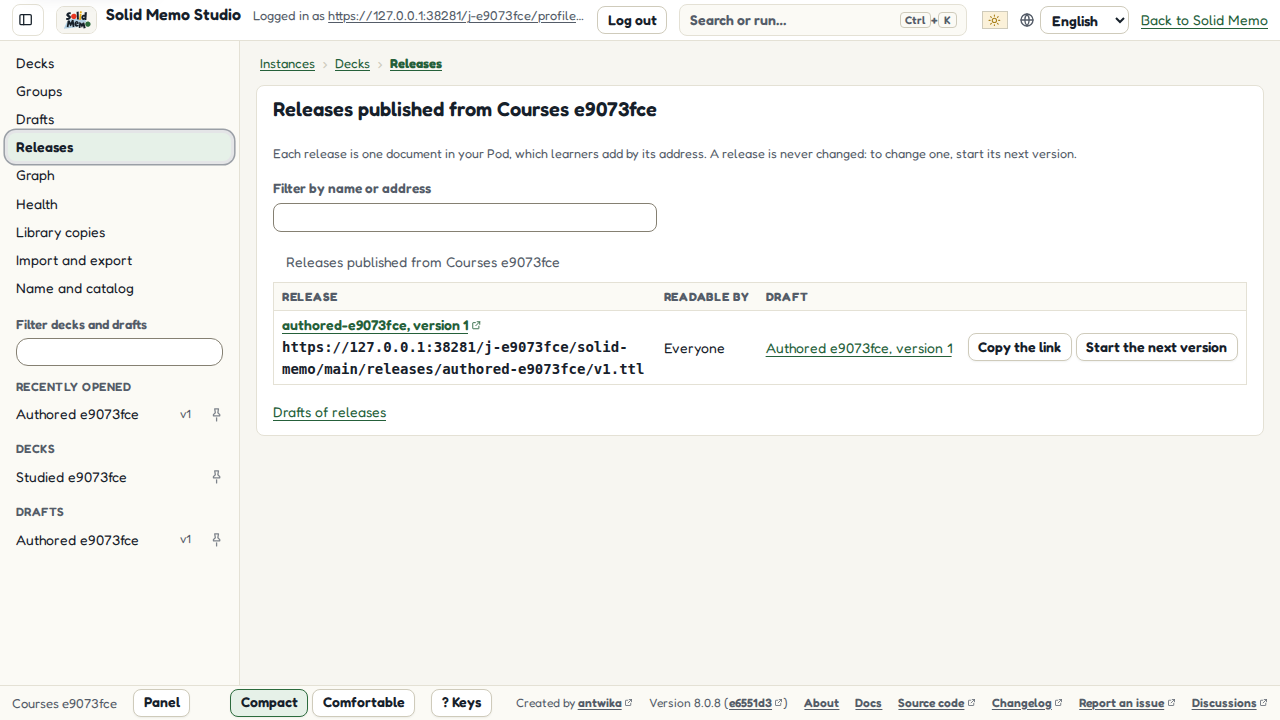 Solid Memo
Solid Memo Studio
Logged in as https://127.0.0.1:38281/j-e9073fce/profile...
Log out
Search or run...
Ctrl+K
English
Back to Solid Memo
Decks
Groups
Drafts
Releases
Graph
Health
Library copies
Import and export
Name and catalog
Filter decks and drafts
RECENTLY OPENED
Authored e9073fce v1
DECKS
Studied e9073fce
DRAFTS
Authored e9073fce v1
Instances › Decks › Releases
Releases published from Courses e9073fce
Each release is one document in your Pod, which learners add by its address. A release is never changed: to change one, start its next version.
Filter by name or address
Releases published from Courses e9073fce
RELEASE READABLE BY DRAFT
authored-e9073fce, version 1
https://127.0.0.1:38281/j-e9073fce/solid-
memo/main/releases/authored-e9073fce/v1.ttl
Everyone
Authored e9073fce, version 1
Copy the link
Start the next version
Drafts of releases
Courses e9073fce
Panel
Compact
Comfortable
? Keys
Created by antwika
Version 8.0.8 (e6551d3)
About
Docs
Source code
Changelog
Report an issue
Discussions